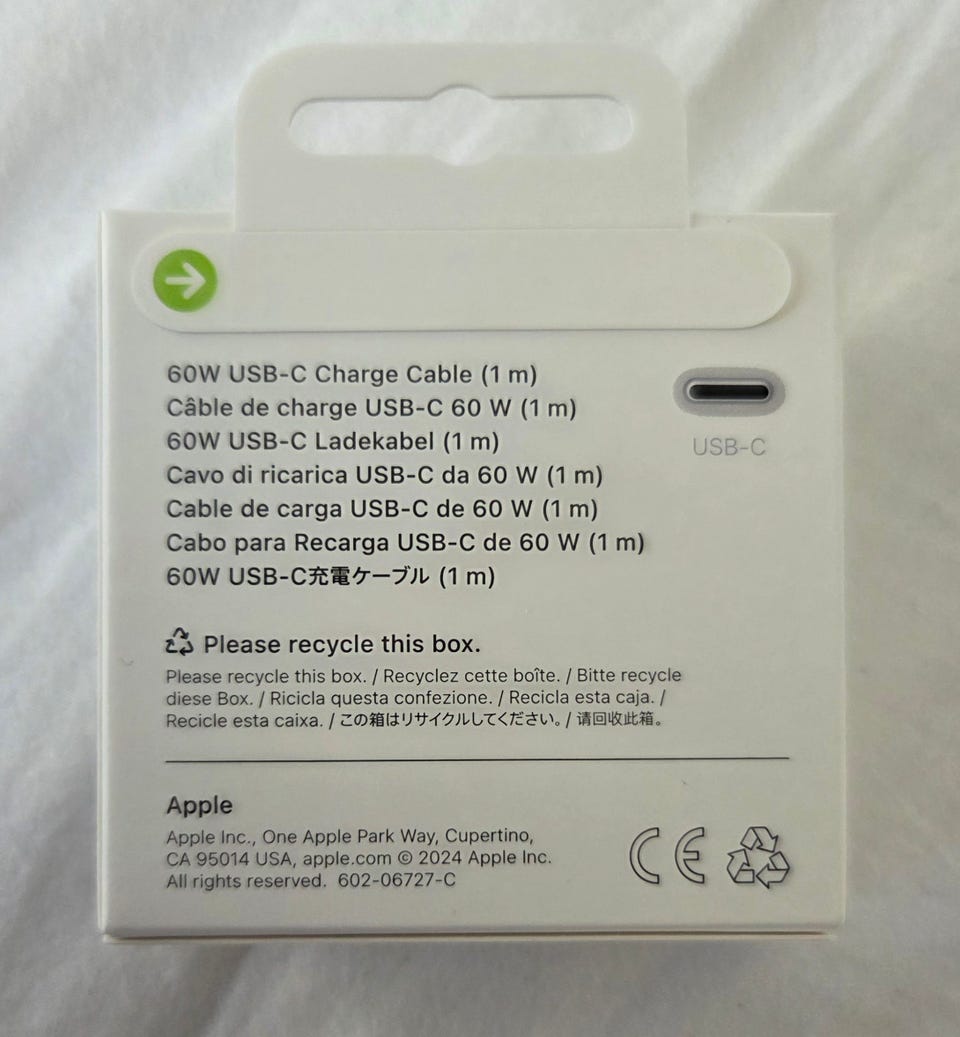 60W USB-C Charge Cable (1 m)
Câble de charge USB-C 60 W (1 m)
60W USB-C Ladekabel (1 m)
Cavo di ricarica USB-C da 60 W (1 m)
Cable de carga USB-C de 60 W (1 m)
Cabo para Recarga USB-C de 60 W (1 m)
60W USB-C充電ケーブル (1 m)
USB-C
Please recycle this box.
Please recycle this box. / Recyclez cette boîte. / Bitte recycle
diese Box. / Ricicla questa confezione. / Recicla esta caja. /
Recicle esta caixa. / この箱はリサイクルしてください。/ 请回收此箱。
Apple
Apple Inc., One Apple Park Way, Cupertino,
CA 95014 USA, apple.com © 2024 Apple Inc.
All rights reserved. 602-06727-C
CE